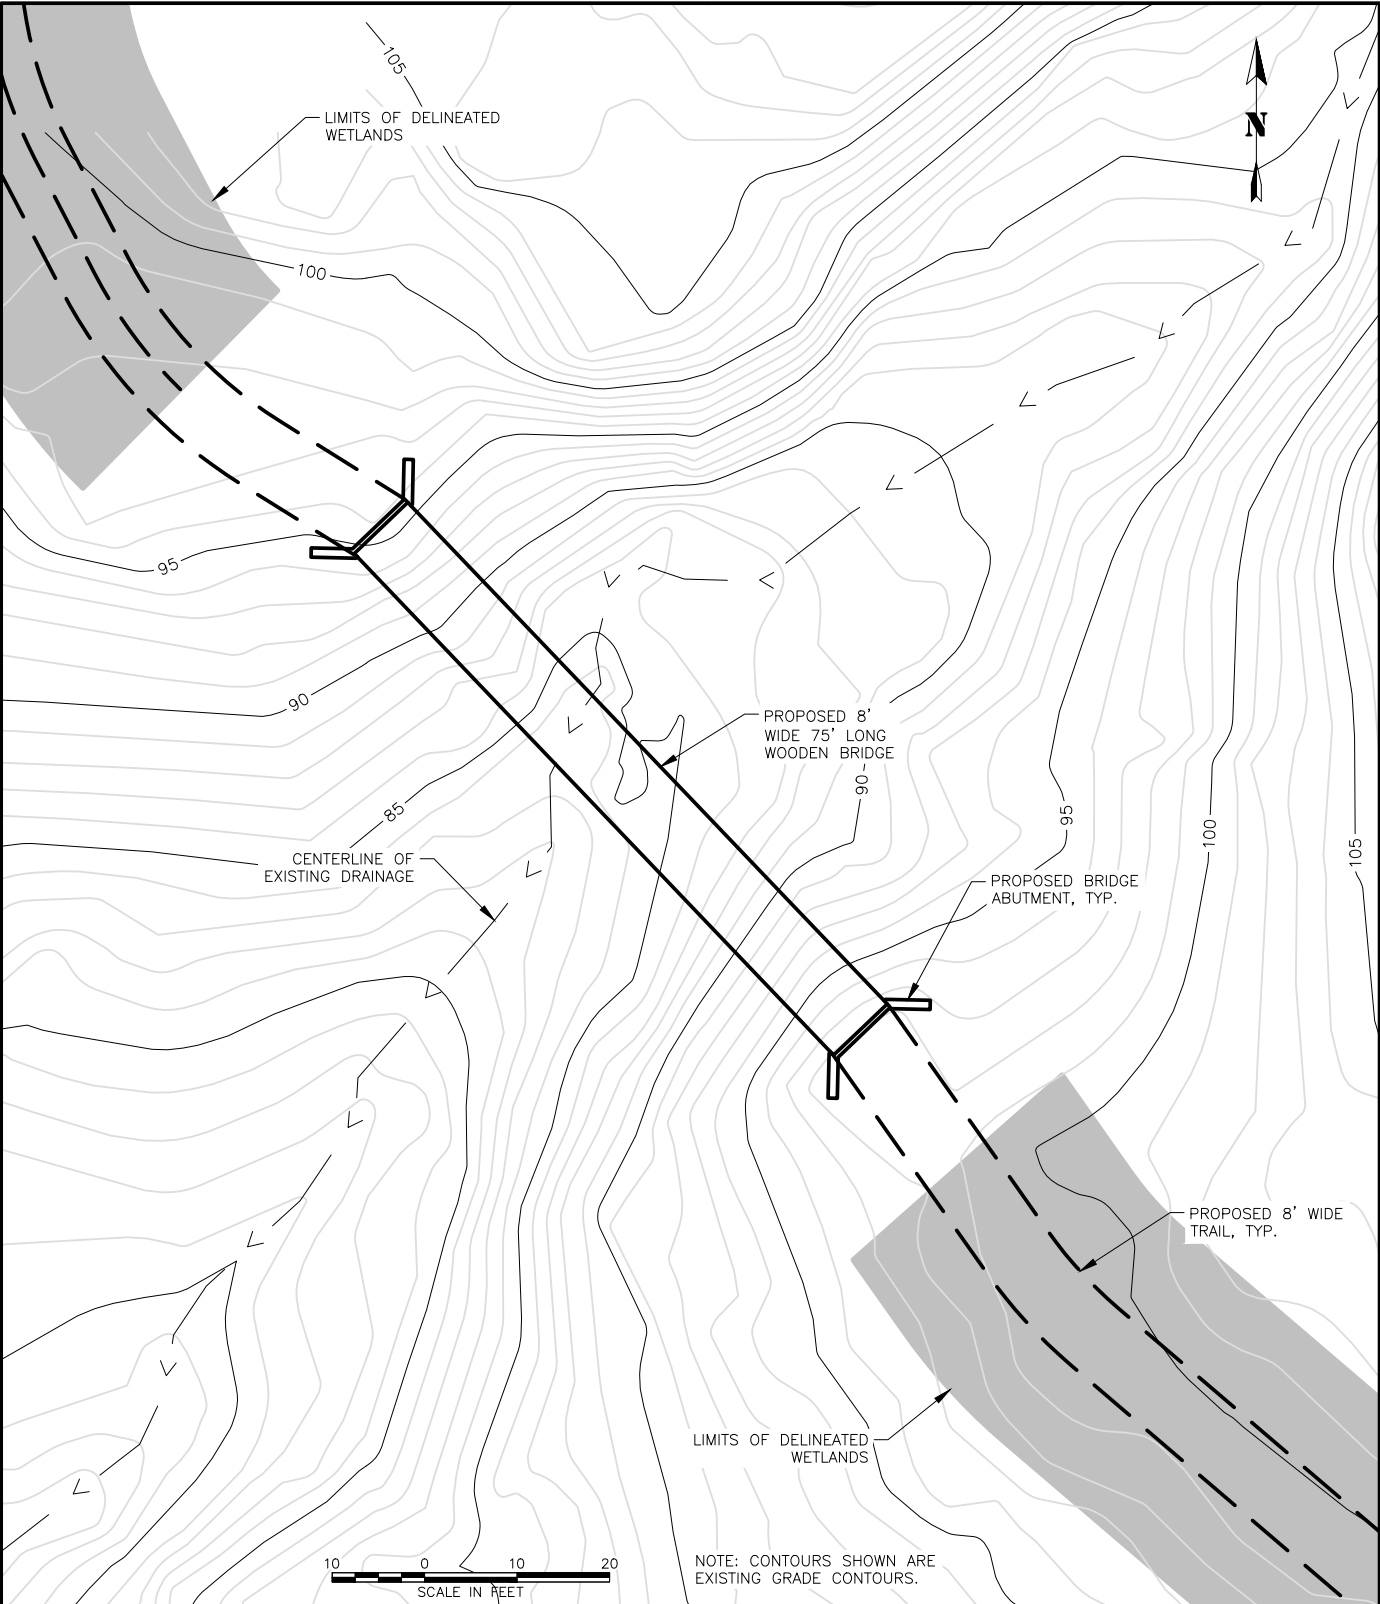 105
LIMITS OF DELINEATED
WETLANDS
N
100
95
90
PROPOSED 8'
WIDE 75' LONG
WOODEN BRIDGE
90
85
95
100
105
CENTERLINE OF
EXISTING DRAINAGE
PROPOSED BRIDGE
ABUTMENT, TYP.
PROPOSED 8' WIDE
TRAIL, TYP.
LIMITS OF DELINEATED
WETLANDS
10 0 10 20
SCALE IN FEET
NOTE: CONTOURS SHOWN ARE
EXISTING GRADE CONTOURS.